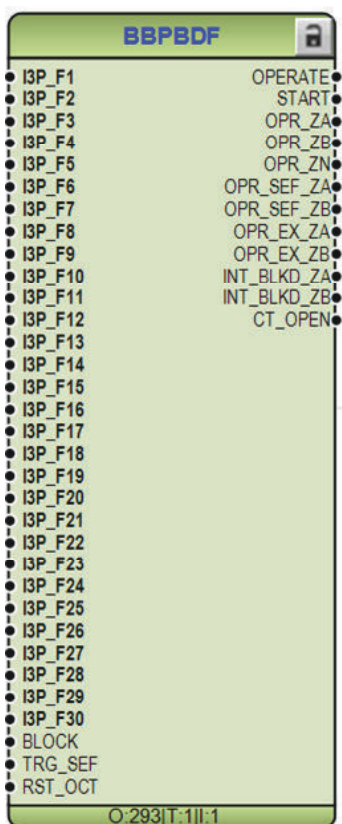 BBPBDF
I3P_F1 OPERATE
I3P_F2 START
I3P_F3 OPR_ZA
I3P_F4 OPR_ZB
I3P_F5 OPR_ZN
I3P_F6 OPR_SEF_ZA
I3P_F7 OPR_SEF_ZB
I3P_F8 OPR_EX_ZA
I3P_F9 OPR_EX_ZB
I3P_F10 INT_BLKD_ZA
I3P_F11 INT_BLKD_ZB
I3P_F12 CT_OPEN
I3P_F13
I3P_F14
I3P_F15
I3P_F16
I3P_F17
I3P_F18
I3P_F19
I3P_F20
I3P_F21
I3P_F22
I3P_F23
I3P_F24
I3P_F25
I3P_F26
I3P_F27
I3P_F28
I3P_F29
I3P_F30
BLOCK
TRG_SEF
RST_OCT
O:293|T:1|I:1